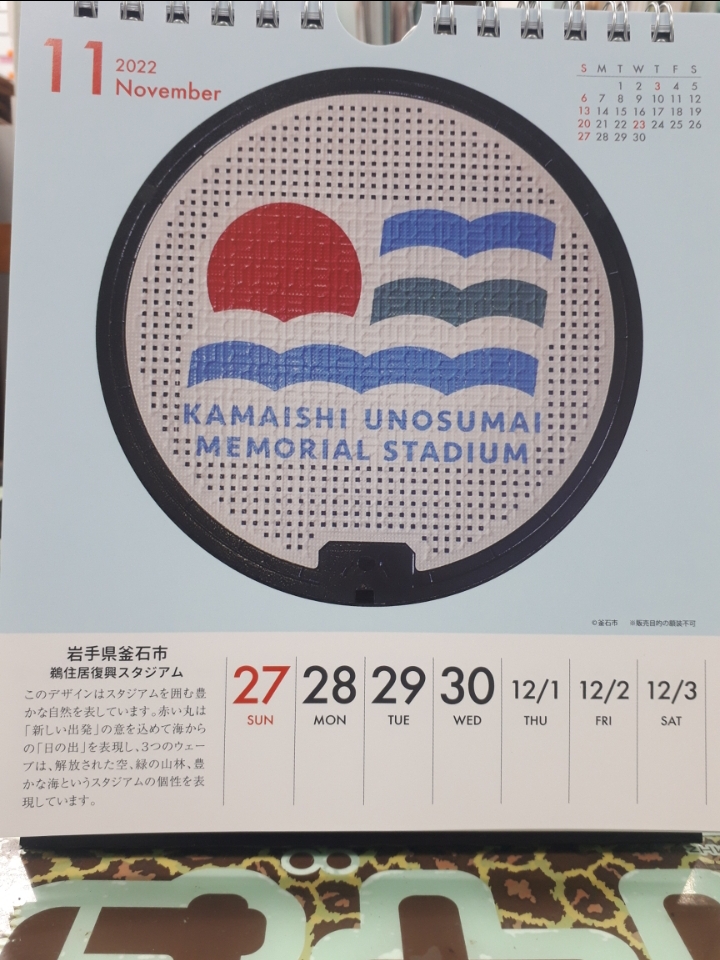 11
2022
November
S M T W T F S
1 2 3 4 5
6 7 8 9 10 11 12
13 14 15 16 17 18 19
20 21 22 23 24 25 26
27 28 29 30
KAMAISHI UNOSUMAI
MEMORIAL STADIUM
©釜石市 ※販売目的の額装不可
岩手県釜石市
鵜住居復興スタジアム
このデザインはスタジアムを囲む豊
かな自然を表しています。赤い丸は
「新しい出発」の意を込めて海から
の「日の出」を表現し、3つのウェー
ブは、解放された空、緑の山林、豊
かな海というスタジアムの個性を表
現しています。
27 28 29 30 12/1 12/2 12/3
SUN MON TUE WED THU FRI SAT